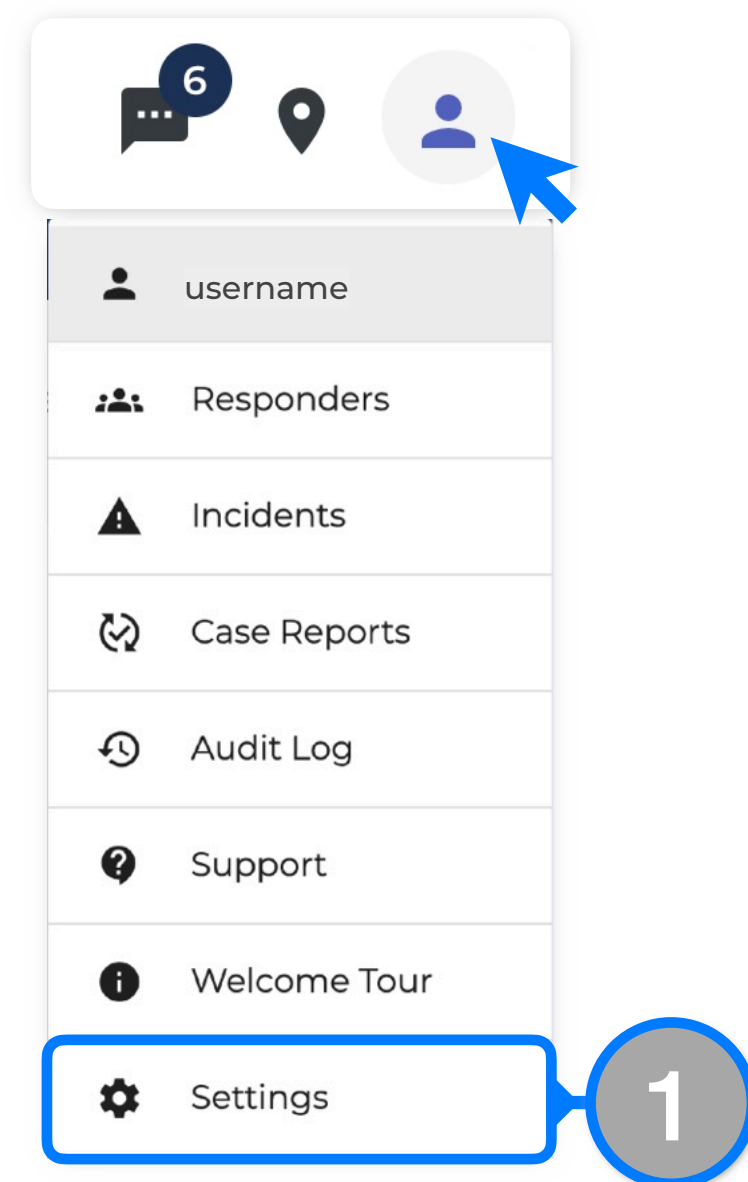 6
username
Responders
Incidents
Case Reports
Audit Log
Support
Welcome Tour
Settings
1